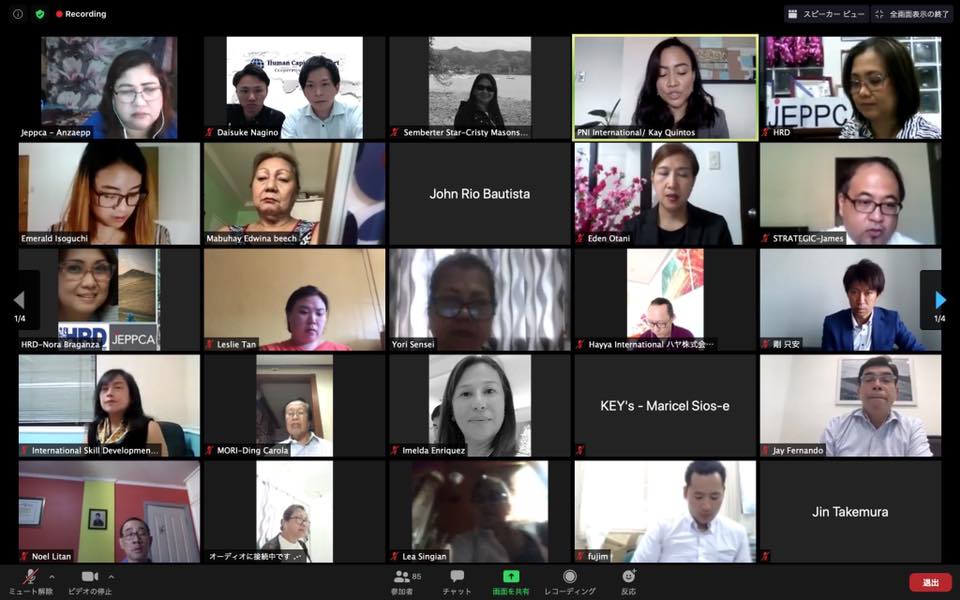 Recording
スピーカー ビュー
全画面表示の終了
Jeppca - Anzaepp
Human Capital
Daisuke Nagino
Sembterter Star-Cristy Masons...
PNI International/ Kay Quintos
JEPPC
HRD
Emerald Isoguchi
Mabuhay Edwina beech
John Rio Bautista
Eden Otani
STRATEGIC-James
1/4
HRD
JEPPCA
HRD-Nora Braganza
Leslie Tan
Yori Sensei
Hayya International ハヤ株式会…
剛 只安
1/4
International Skill Developmen...
MORI-Ding Carola
Imelda Enriquez
KEY's - Maricel Sios-e
Jay Fernando
Noel Litan
オーディオに接続中です ...
Lea Singian
fujim
Jin Takemura
ミュート解除
ビデオの停止
85
参加者
チャット
画面を共有
レコーディング
反応
退出